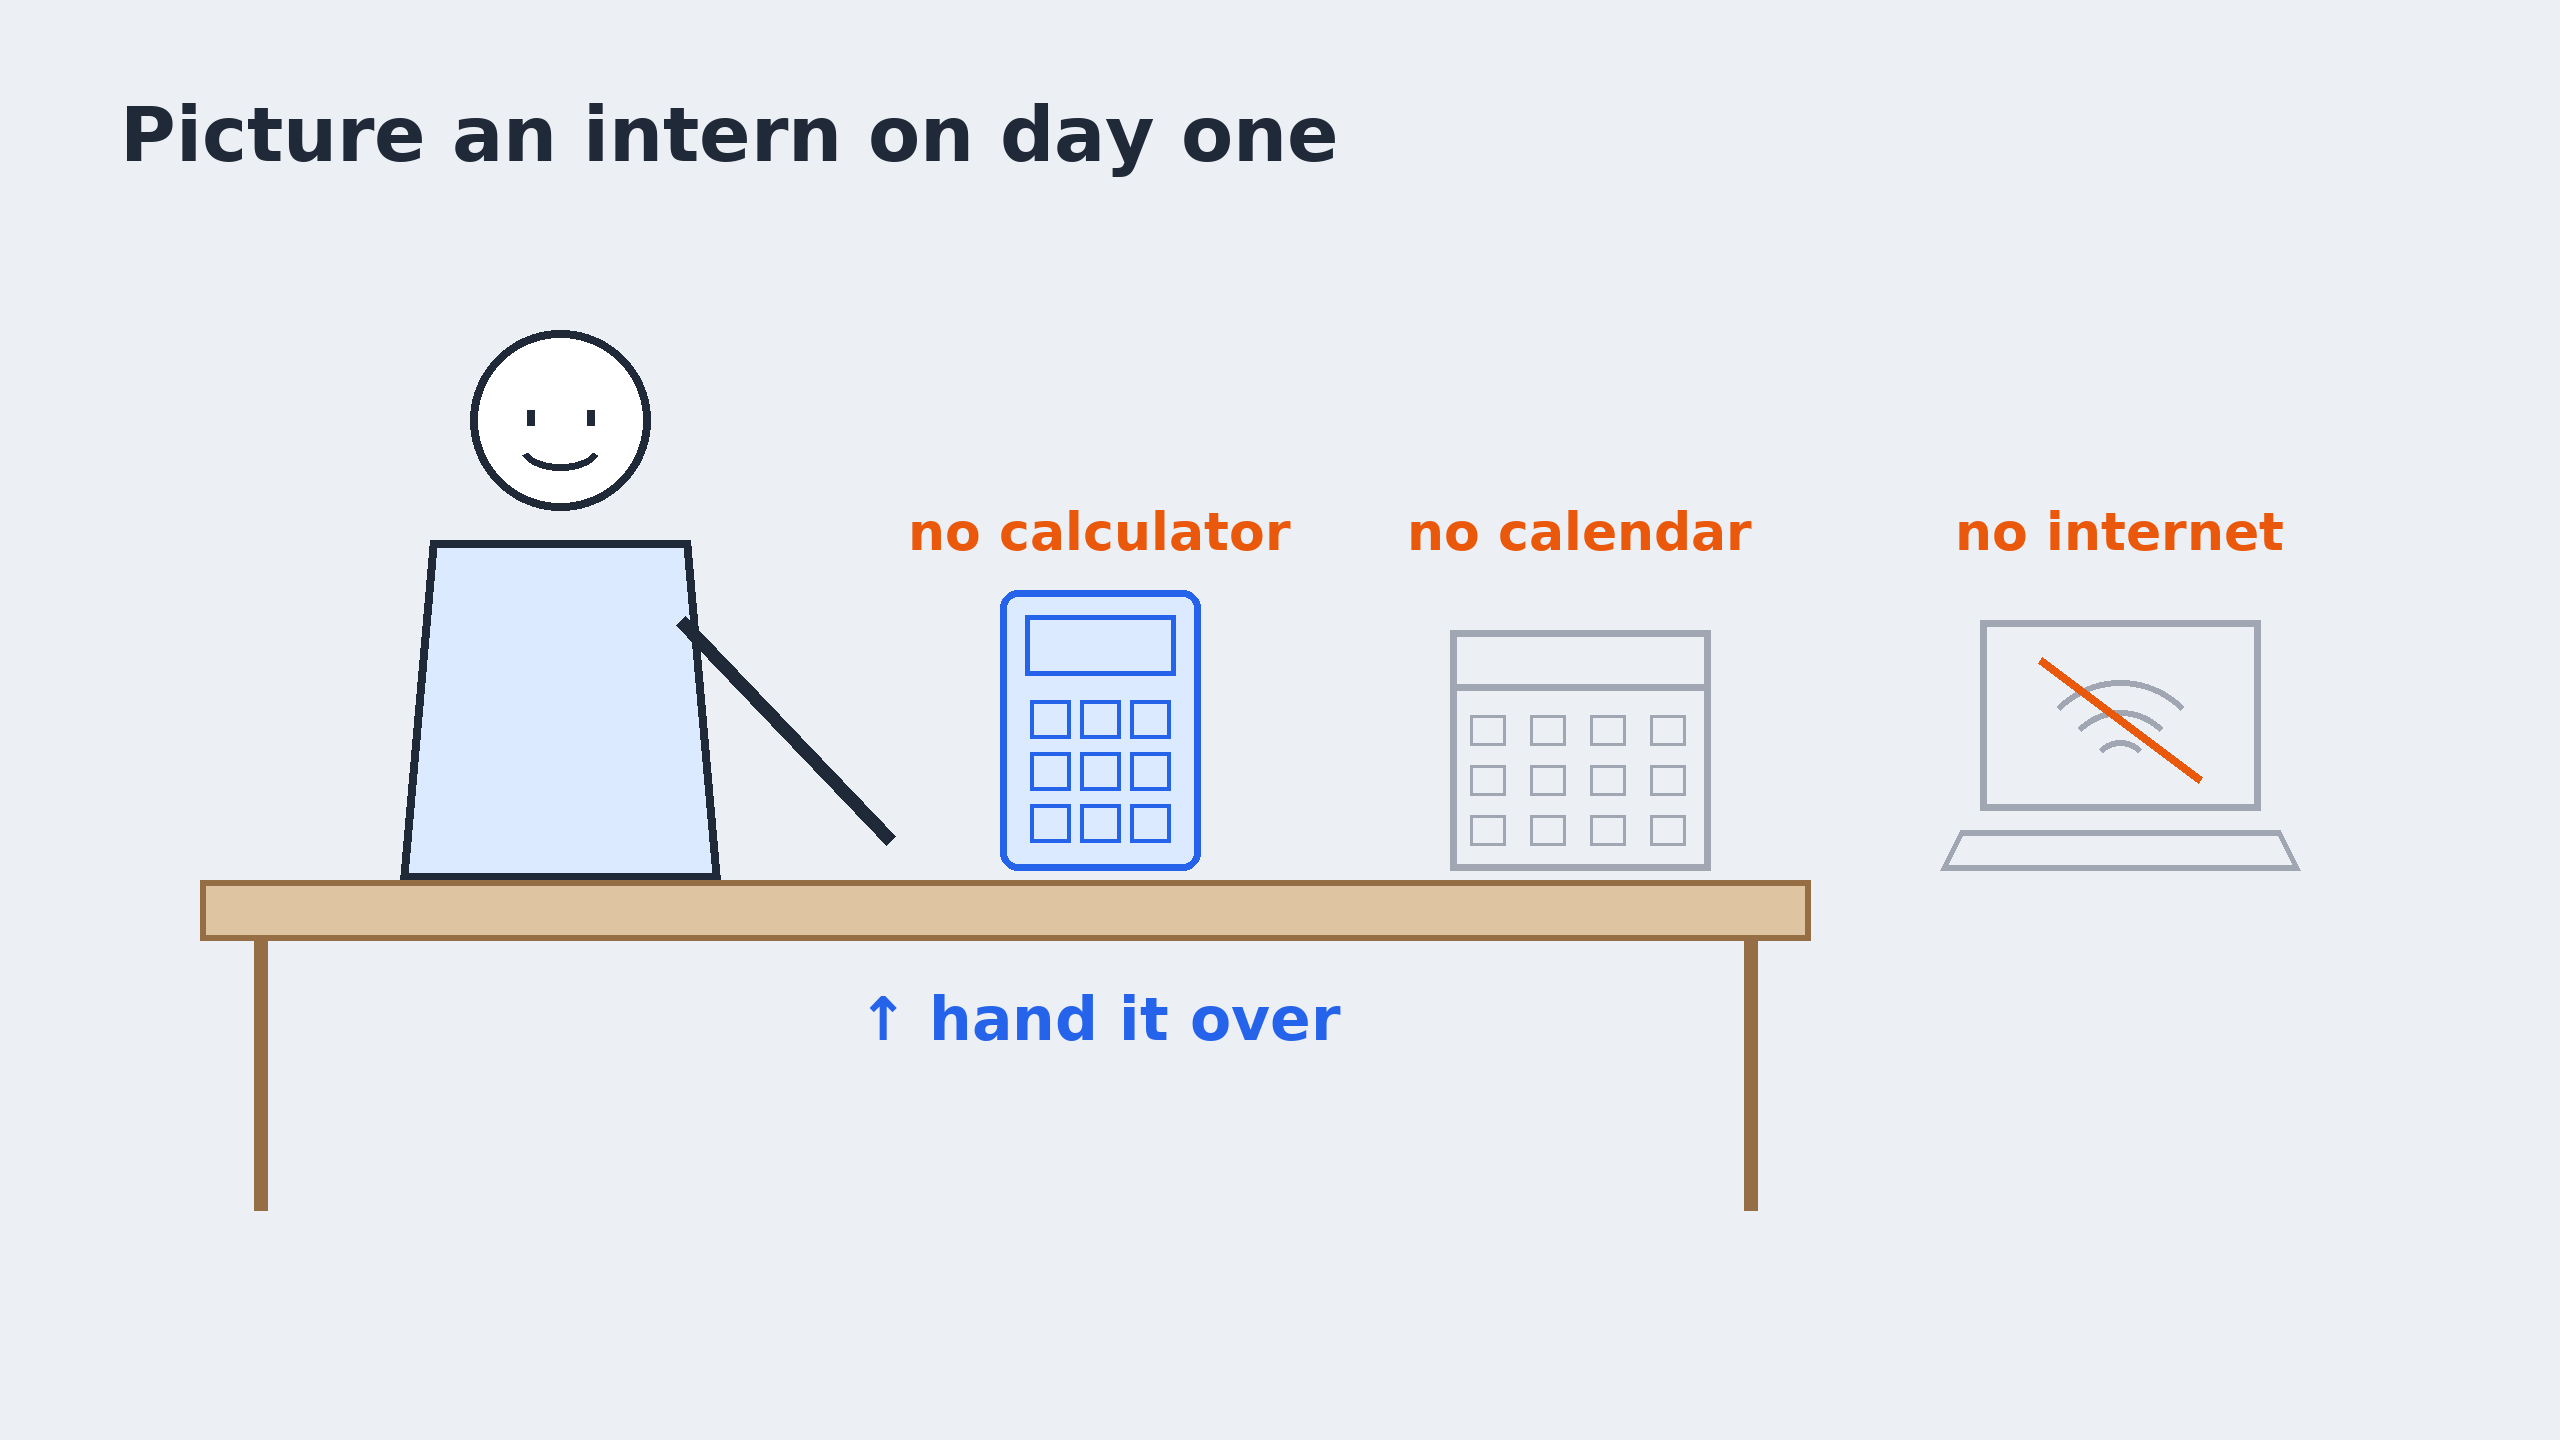 Picture an intern on day one
no calculator
no calendar
no internet
↑ hand it over